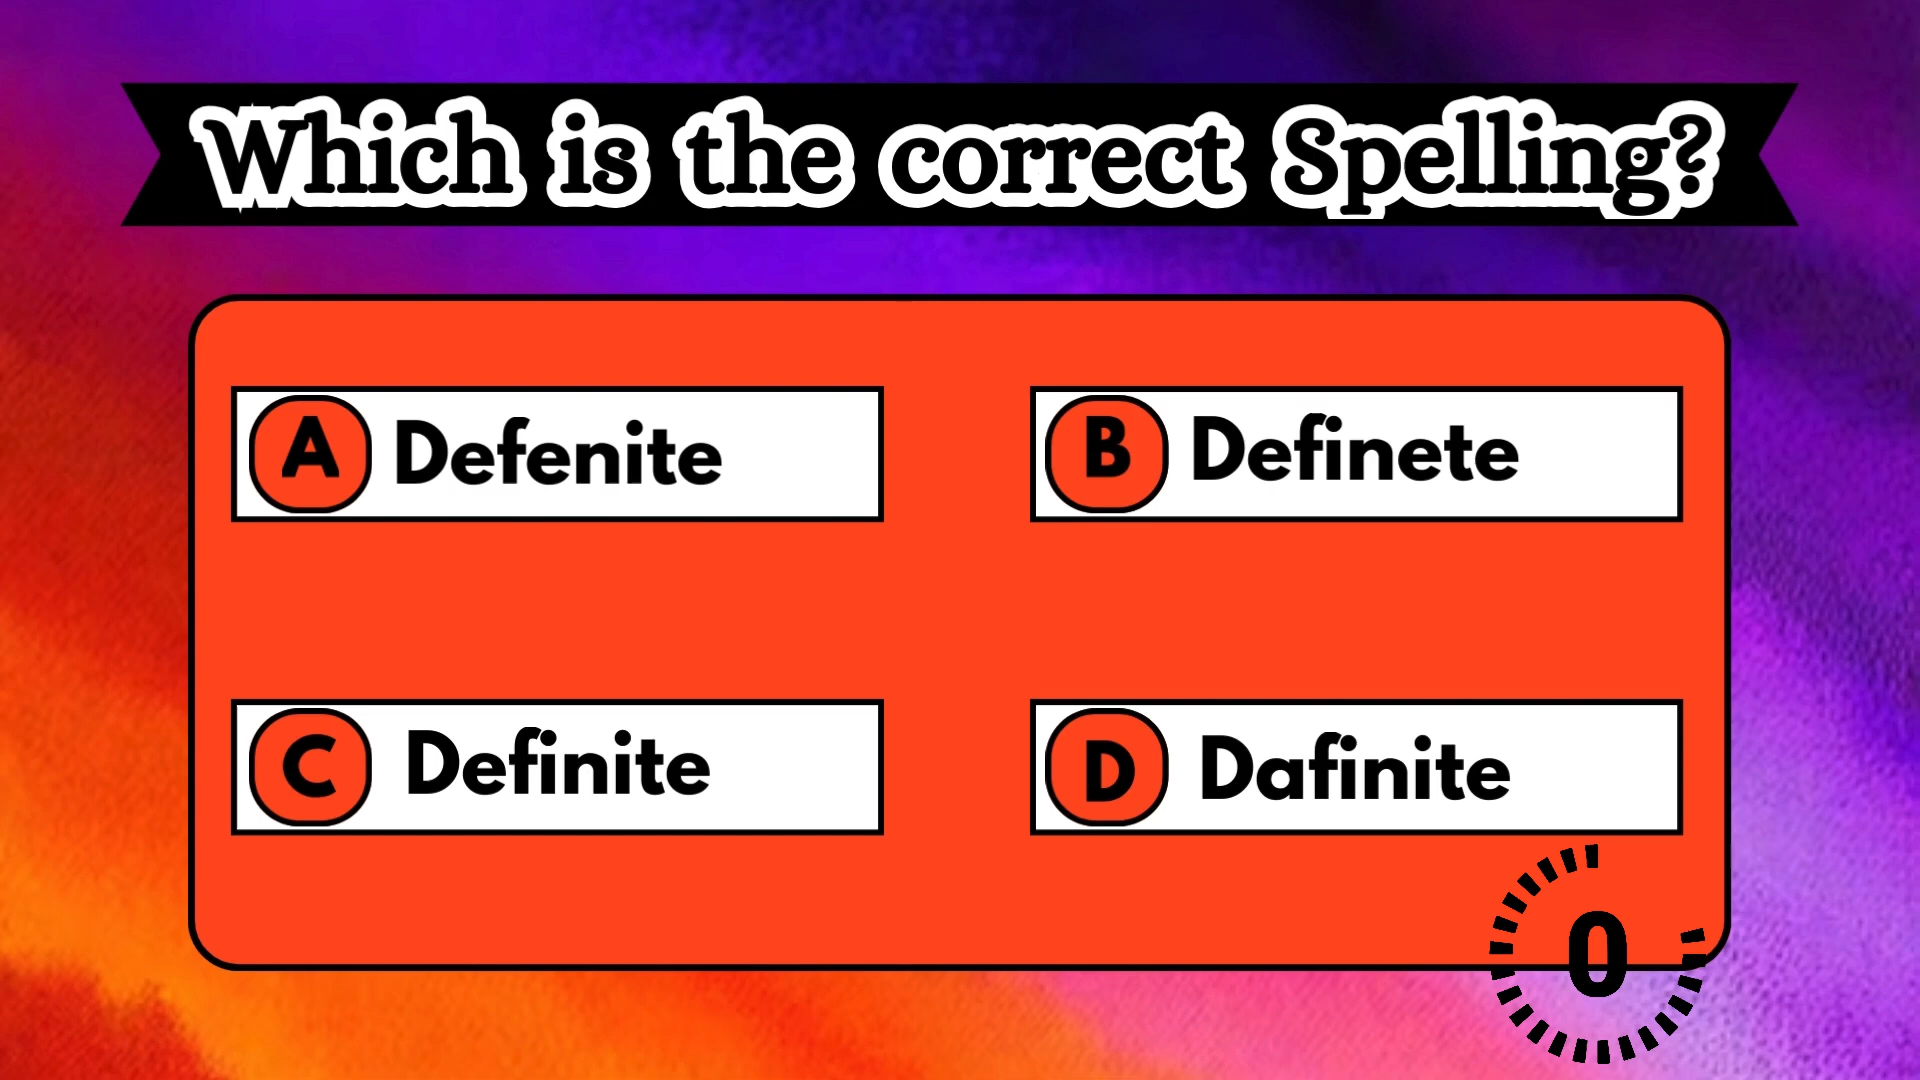 Which is the correct Spelling?
A Defenite
B Definete
C Definite
D Dafinite
0